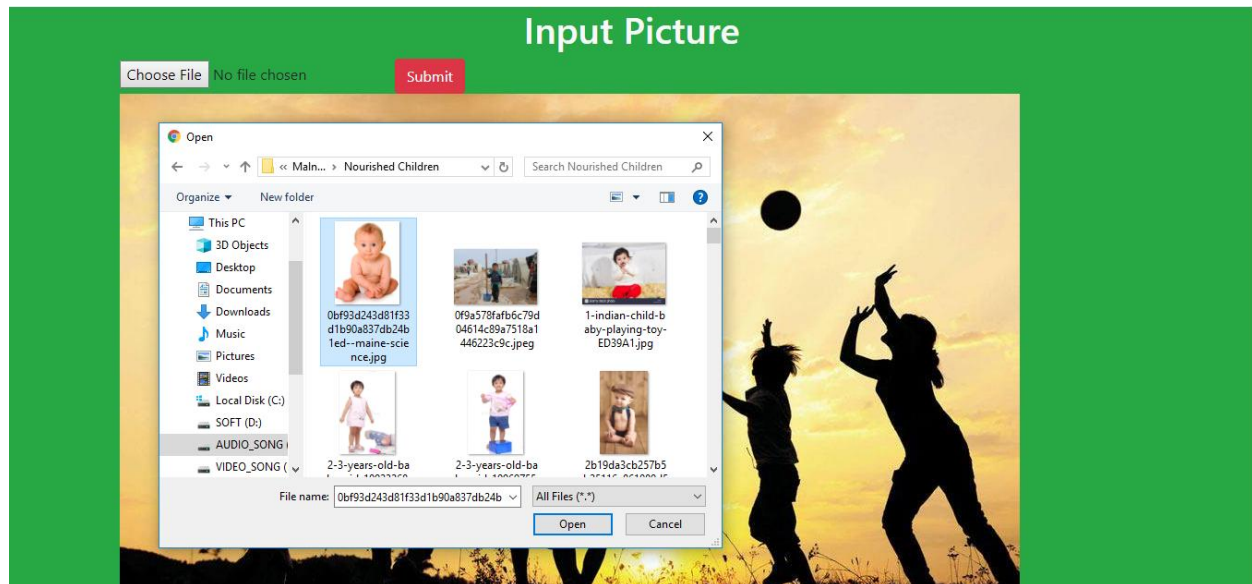 Input Picture
Choose File No file chosen
Submit
Open
« Maln... › Nourished Children
Search Nourished Children
Organize
New folder
This PC
3D Objects
Desktop
Documents
Downloads
Music
Pictures
Videos
Local Disk (C:)
SOFT (D:)
AUDIO_SONG (
VIDEO_SONG (
0bf93d243d81f33
d1b90a837db24b
1ed--maine-scie
nce.jpg
0f9a578fafb6c79d
04614c89a7518a1
446223c9c.jpeg
1-indian-child-b
aby-playing-toy-
ED39A1.jpg
2-3-years-old-ba
2-3-years-old-ba
2b19da3cb257b5
File name: 0bf93d243d81f33d1b90a837db24b
All Files (*.*)
Open
Cancel